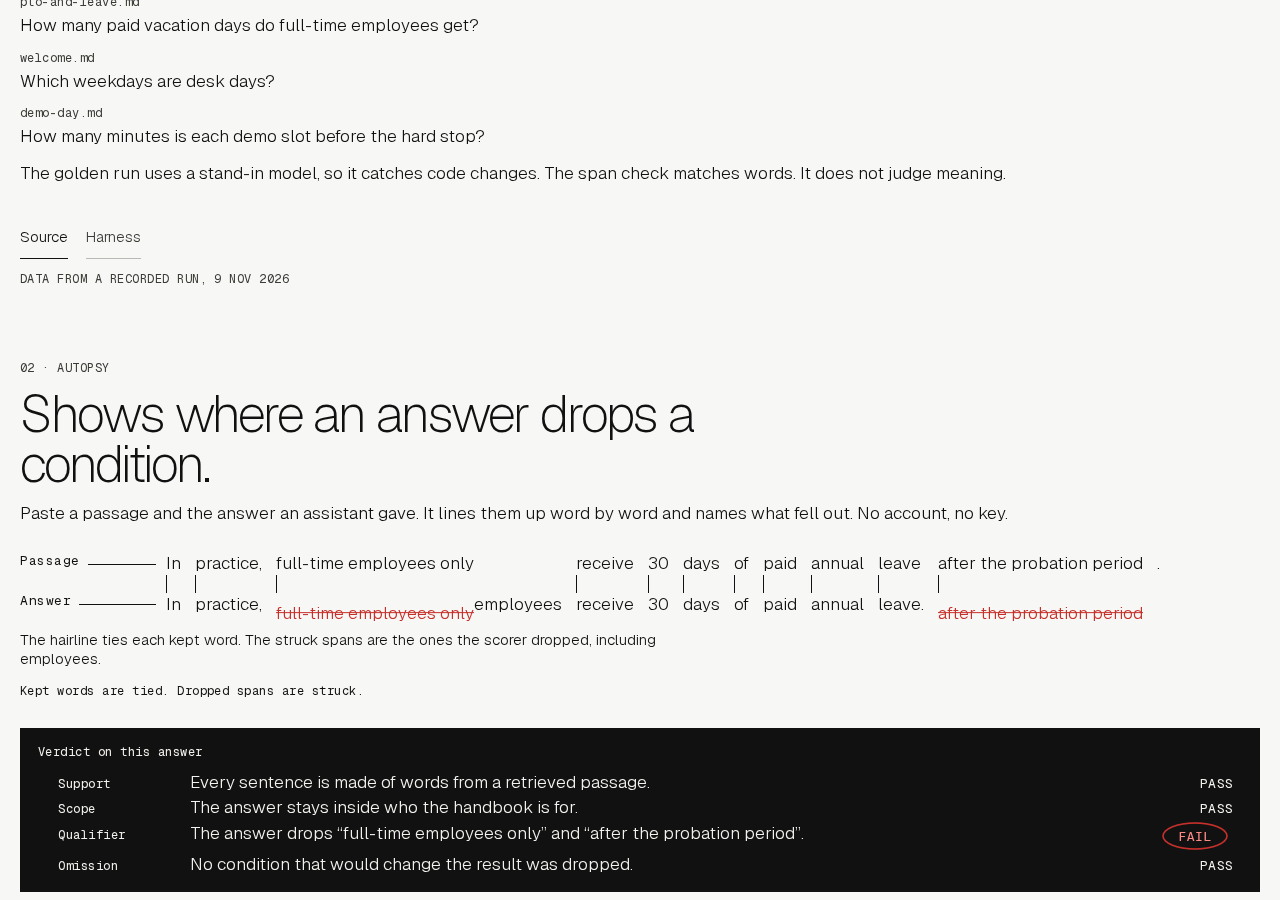 pto-and-leave.md
How many paid vacation days do full-time employees get?
welcome.md
Which weekdays are desk days?
demo-day.md
How many minutes is each demo slot before the hard stop?
The golden run uses a stand-in model, so it catches code changes. The span check matches words. It does not judge meaning.
Source Harness
DATA FROM A RECORDED RUN, 9 NOV 2026
02 · AUTOPSY
Shows where an answer drops a
condition.
Paste a passage and the answer an assistant gave. It lines them up word by word and names what fell out. No account, no key.
Passage In practice, full-time employees only receive 30 days of paid annual leave after the probation period .
Answer In practice, full-time employees only employees receive 30 days of paid annual leave. after the probation period
The hairline ties each kept word. The struck spans are the ones the scorer dropped, including
employees.
Kept words are tied. Dropped spans are struck.
Verdict on this answer
Support Every sentence is made of words from a retrieved passage. PASS
Scope The answer stays inside who the handbook is for. PASS
Qualifier The answer drops “full-time employees only” and “after the probation period”. FAIL
Omission No condition that would change the result was dropped. PASS